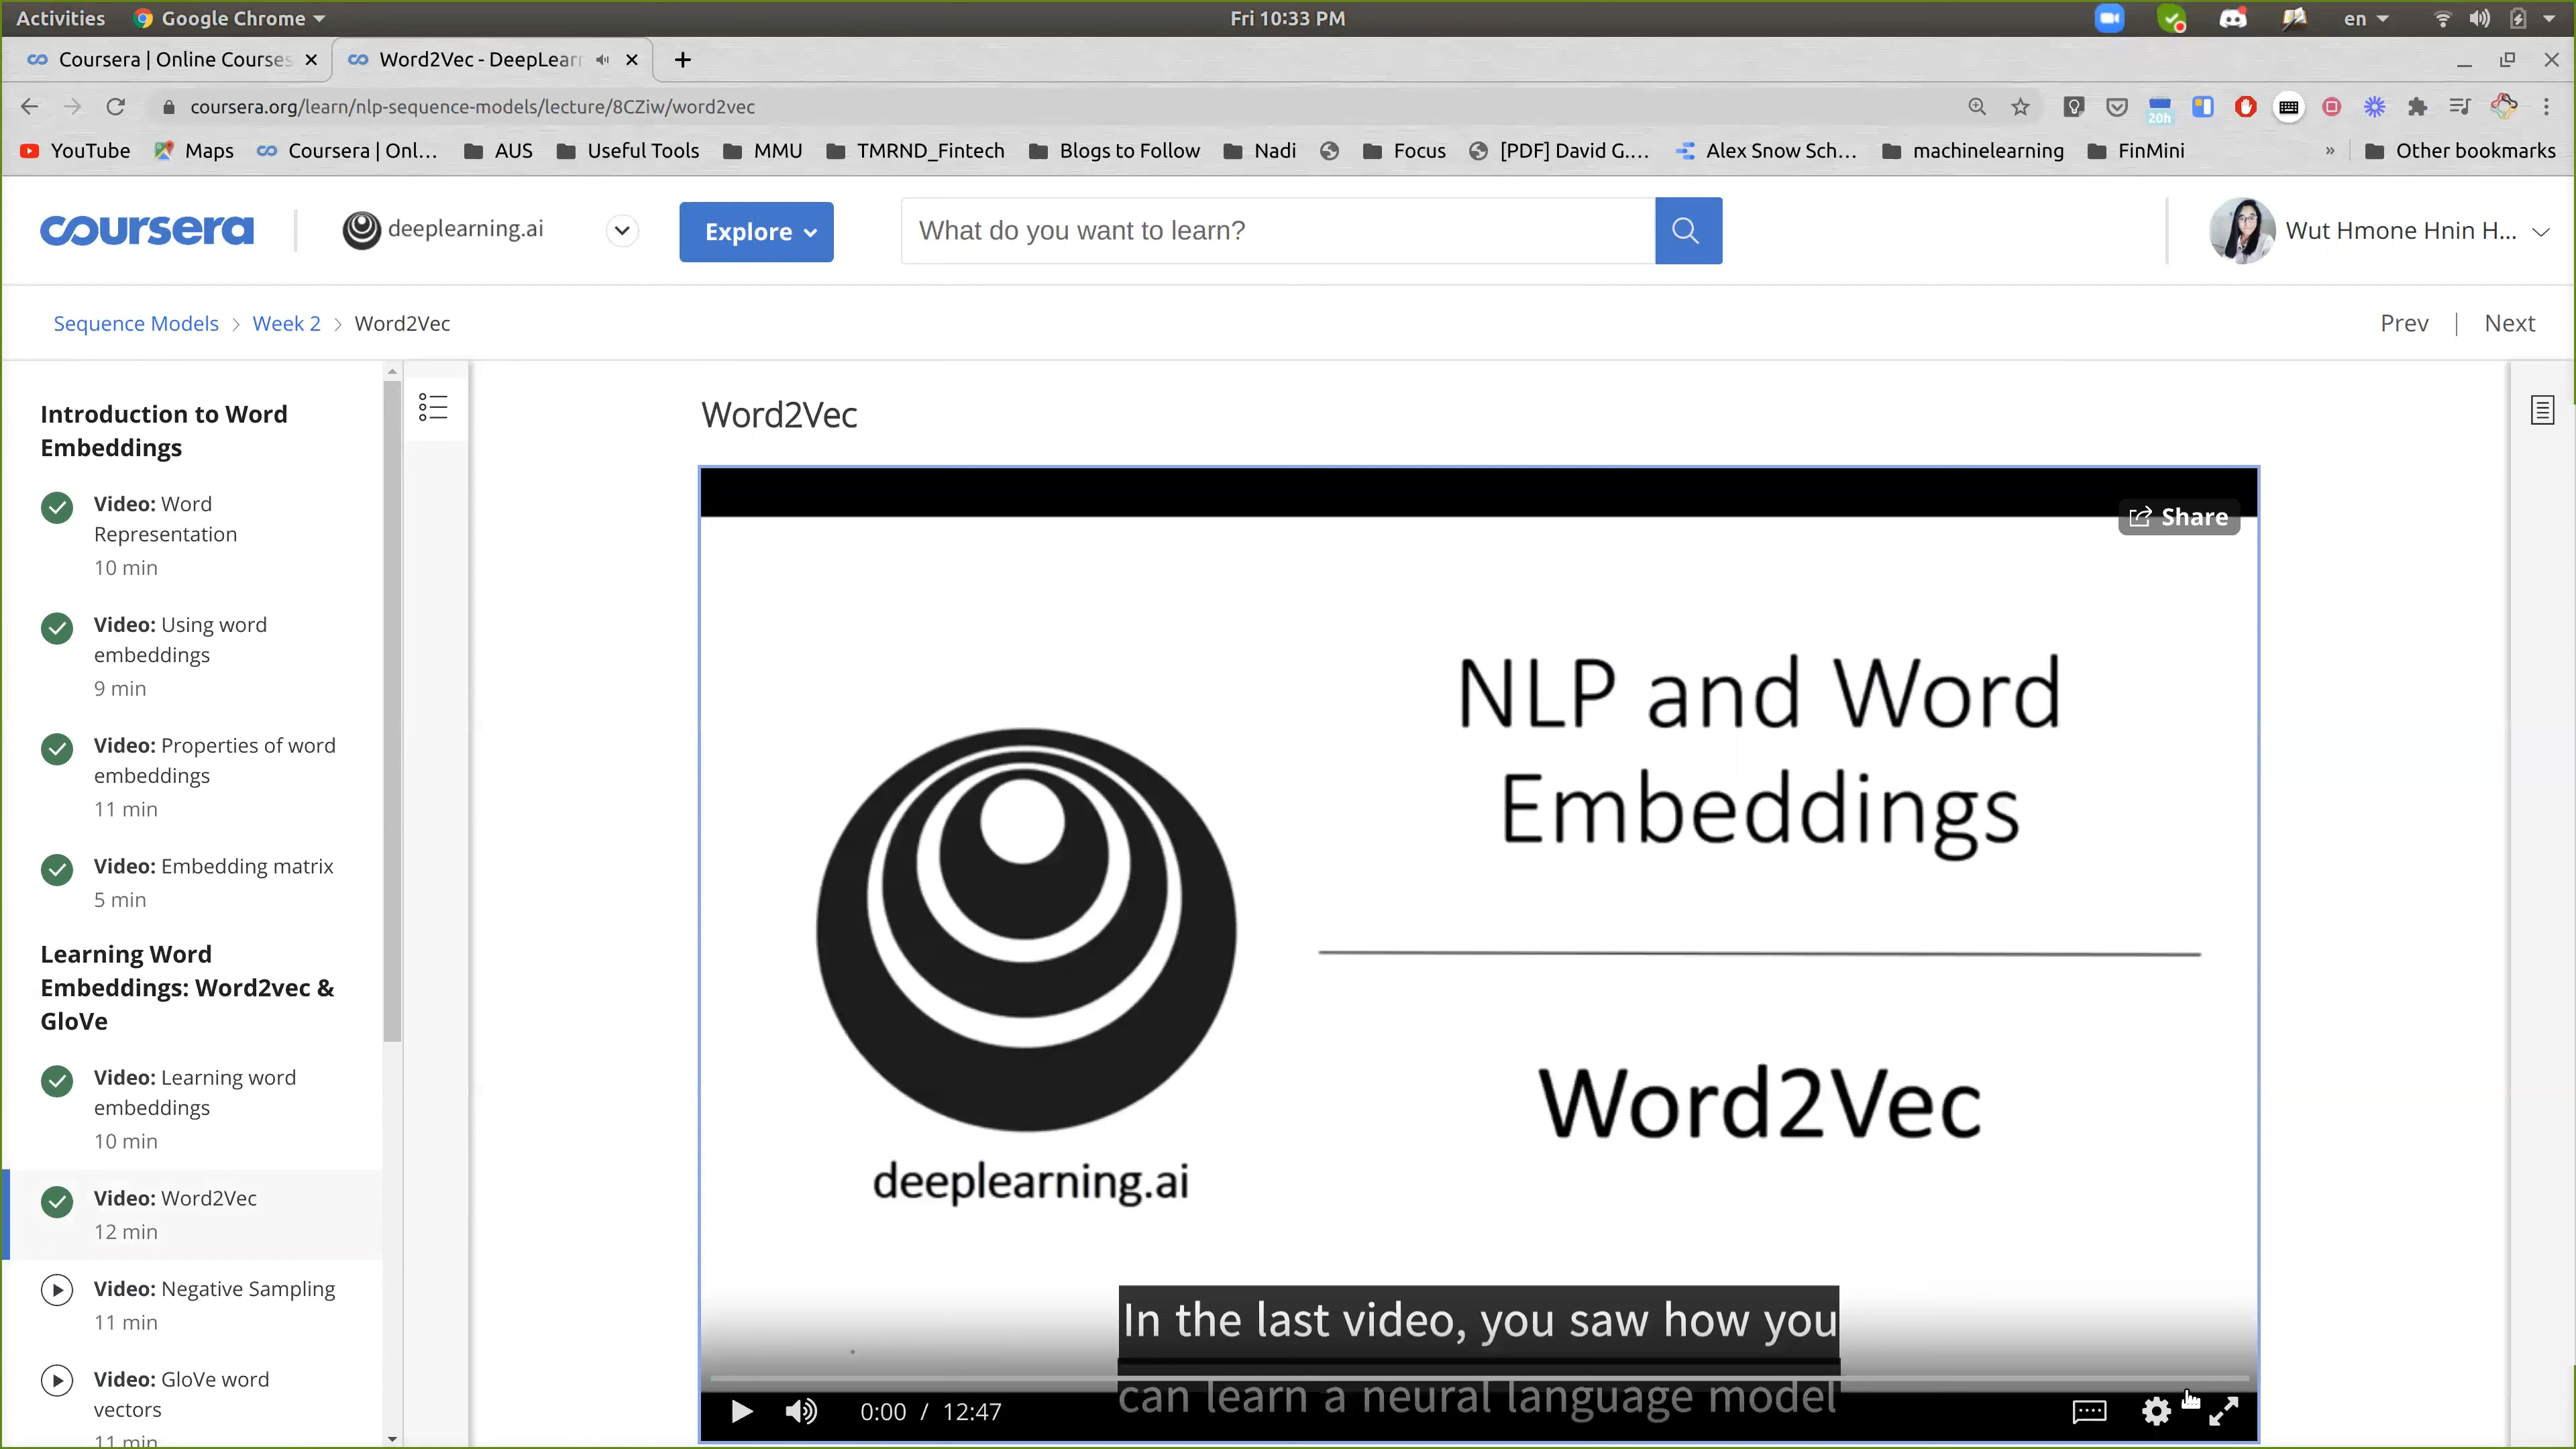 Activities Google Chrome Fri 10:33 PM en
Coursera | Online Courses Word2Vec - DeepLearn
coursera.org/learn/nlp-sequence-models/lecture/8CZiw/word2vec
20h
YouTube Maps Coursera | Onl... AUS Useful Tools MMU TMRND_Fintech Blogs to Follow Nadi Focus [PDF] David G.... Alex Snow Sch... machinelearning FinMini » Other bookmarks
coursera deeplearning.ai Explore What do you want to learn? Wut Hmone Hnin H...
Sequence Models > Week 2 > Word2Vec Prev | Next
Introduction to Word
Embeddings
Video: Word
Representation
10 min
Video: Using word
embeddings
9 min
Video: Properties of word
embeddings
11 min
Video: Embedding matrix
5 min
Learning Word
Embeddings: Word2vec &
GloVe
Video: Learning word
embeddings
10 min
Video: Word2Vec
12 min
Video: Negative Sampling
11 min
Video: GloVe word
vectors
11 min
Word2Vec
Share
NLP and Word
Embeddings
Word2Vec
deeplearning.ai
In the last video, you saw how you
can learn a neural language model
0:00 / 12:47